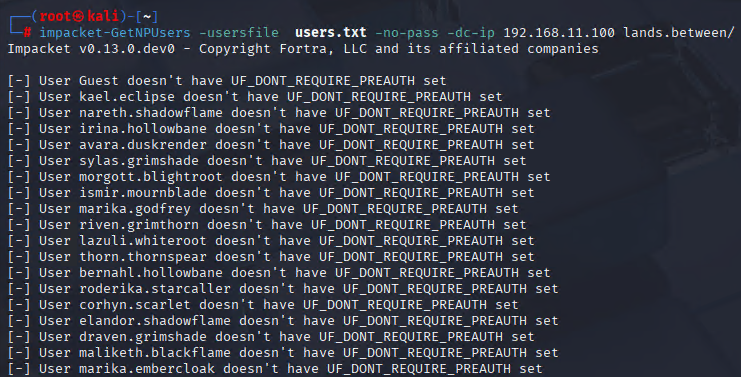 ┌──(root㉿kali)-[~]
└─# impacket-GetNPUsers -usersfile  users.txt -no-pass -dc-ip 192.168.11.100 lands.between/
Impacket v0.13.0.dev0 - Copyright Fortra, LLC and its affiliated companies

[-] User Guest doesn't have UF_DONT_REQUIRE_PREAUTH set
[-] User kael.eclipse doesn't have UF_DONT_REQUIRE_PREAUTH set
[-] User nareth.shadowflame doesn't have UF_DONT_REQUIRE_PREAUTH set
[-] User irina.hollowbane doesn't have UF_DONT_REQUIRE_PREAUTH set
[-] User avara.duskrender doesn't have UF_DONT_REQUIRE_PREAUTH set
[-] User sylas.grimshade doesn't have UF_DONT_REQUIRE_PREAUTH set
[-] User morgott.blightroot doesn't have UF_DONT_REQUIRE_PREAUTH set
[-] User ismir.mournblade doesn't have UF_DONT_REQUIRE_PREAUTH set
[-] User marika.godfrey doesn't have UF_DONT_REQUIRE_PREAUTH set
[-] User riven.grimthorn doesn't have UF_DONT_REQUIRE_PREAUTH set
[-] User lazuli.whiteroot doesn't have UF_DONT_REQUIRE_PREAUTH set
[-] User thorn.thornspear doesn't have UF_DONT_REQUIRE_PREAUTH set
[-] User bernahl.hollowbane doesn't have UF_DONT_REQUIRE_PREAUTH set
[-] User roderika.starcaller doesn't have UF_DONT_REQUIRE_PREAUTH set
[-] User corhyn.scarlet doesn't have UF_DONT_REQUIRE_PREAUTH set
[-] User elandor.shadowflame doesn't have UF_DONT_REQUIRE_PREAUTH set
[-] User draven.grimshade doesn't have UF_DONT_REQUIRE_PREAUTH set
[-] User maliketh.blackflame doesn't have UF_DONT_REQUIRE_PREAUTH set
[-] User marika.embercloak doesn't have UF_DONT_REQUIRE_PREAUTH set